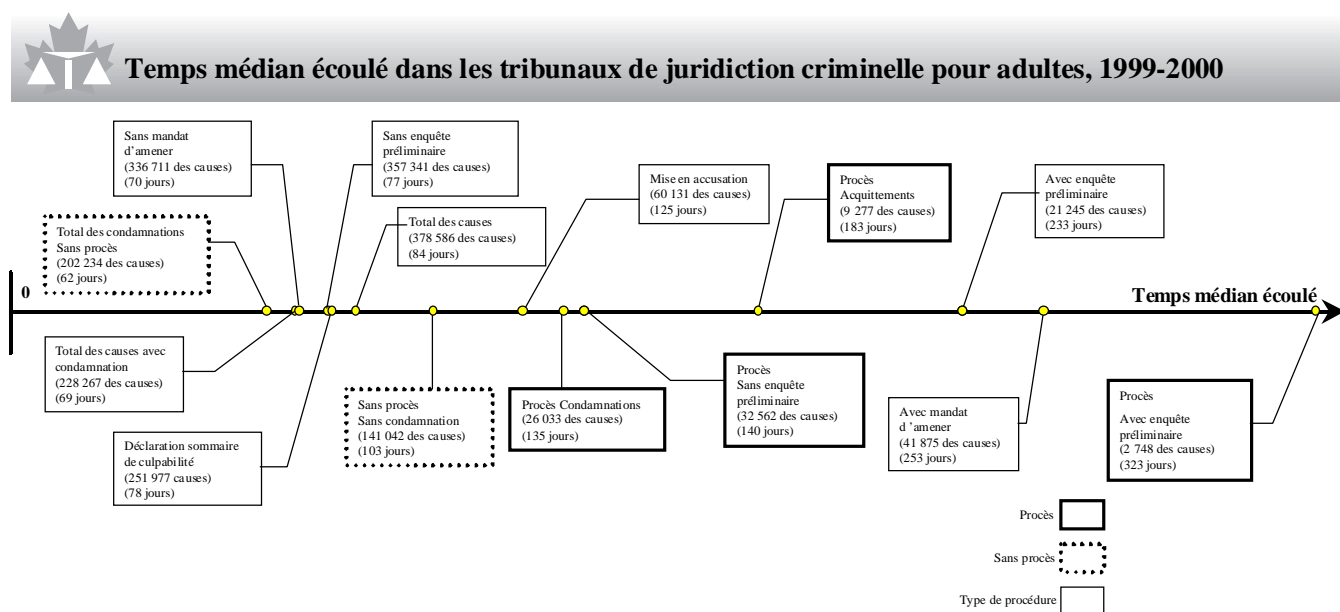 Temps médian écoulé dans les tribunaux de juridiction criminelle pour adultes, 1999-2000
Sans mandat
d'amener
(336 711 des causes)
(70 jours)
Sans enquête
préliminaire
(357 341 des causes)
(77 jours)
Mise en accusation
(60 131 des causes)
(125 jours)
Procès
Acquittements
(9 277 des causes)
(183 jours)
Avec enquête
préliminaire
(21 245 des causes)
(233 jours)
Total des condamnations
Sans procès
(202 234 des causes)
(62 jours)
Total des causes
(378 586 des causes)
(84 jours)
0
Temps médian écoulé
Total des causes avec
condamnation
(228 267 des causes)
(69 jours)
Déclaration sommaire
de culpabilité
(251 977 causes)
(78 jours)
Sans procès
Sans condamnation
(141 042 des causes)
(103 jours)
Procès Condamnations
(26 033 des causes)
(135 jours)
Procès
Sans enquête
préliminaire
(32 562 des causes)
(140 jours)
Avec mandat
d 'amener
(41 875 des causes)
(253 jours)
Procès
Avec enquête
préliminaire
(2 748 des causes)
(323 jours)
Procès
Sans procès
Type de procédure